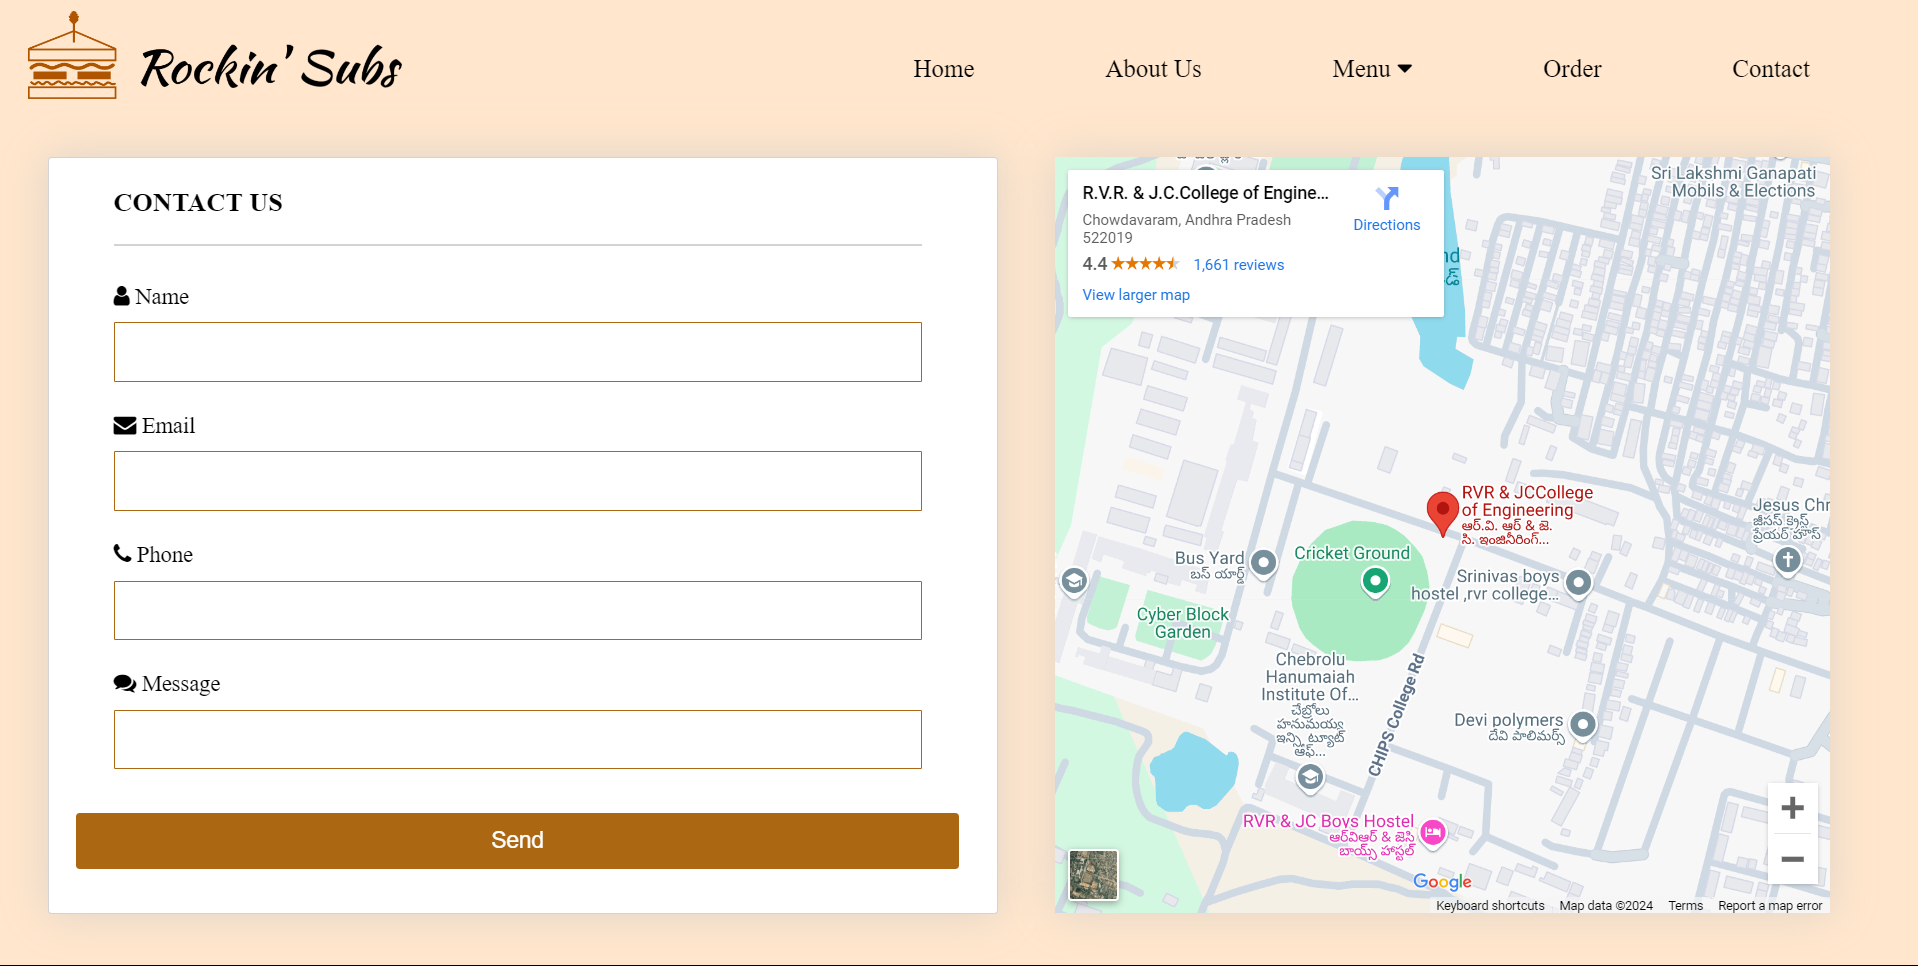 Rockin' Subs
Home
About Us
Menu
Order
Contact
CONTACT US
Name
Email
Phone
Message
Send
R.V.R. & J.C.College of Engine...
Chowdavaram, Andhra Pradesh
522019
Directions
4.4
1,661 reviews
View larger map
Sri Lakshmi Ganapati
Mobils & Elections
RVR & JCCollege
of Engineering
ఆర్.వి. ఆర్ & జె.
సి. ఇంజినీరింగ్...
Jesus Chr
జీసస్ క్రైస్ట్
ప్రేయర్ హౌస్
Bus Yard
బస్ యార్డ్
Cricket Ground
Srinivas boys
hostel ,rvr college...
Cyber Block
Garden
Chebrolu
Hanumaiah
Institute Of...
చేబ్రోలు
హనుమయ్య
ఇన్స్టిట్యూట్
ఆఫ్...
CHIPS College Rd
Devi polymers
దేవి పాలిమర్స్
RVR & JC Boys Hostel
ఆర్‌విఆర్ & జెసి
బాయ్స్ హాస్టల్
Google
Keyboard shortcuts
Map data ©2024
Terms
Report a map error